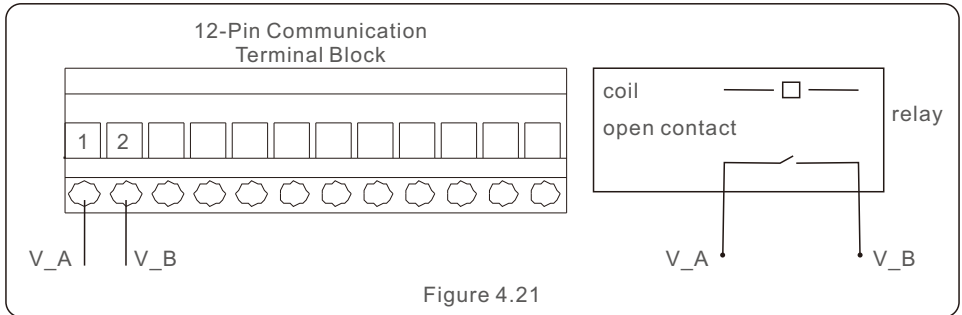 12-Pin Communication
Terminal Block
1 2
V_A V_B
coil
open contact
relay
V_A V_B
Figure 4.21